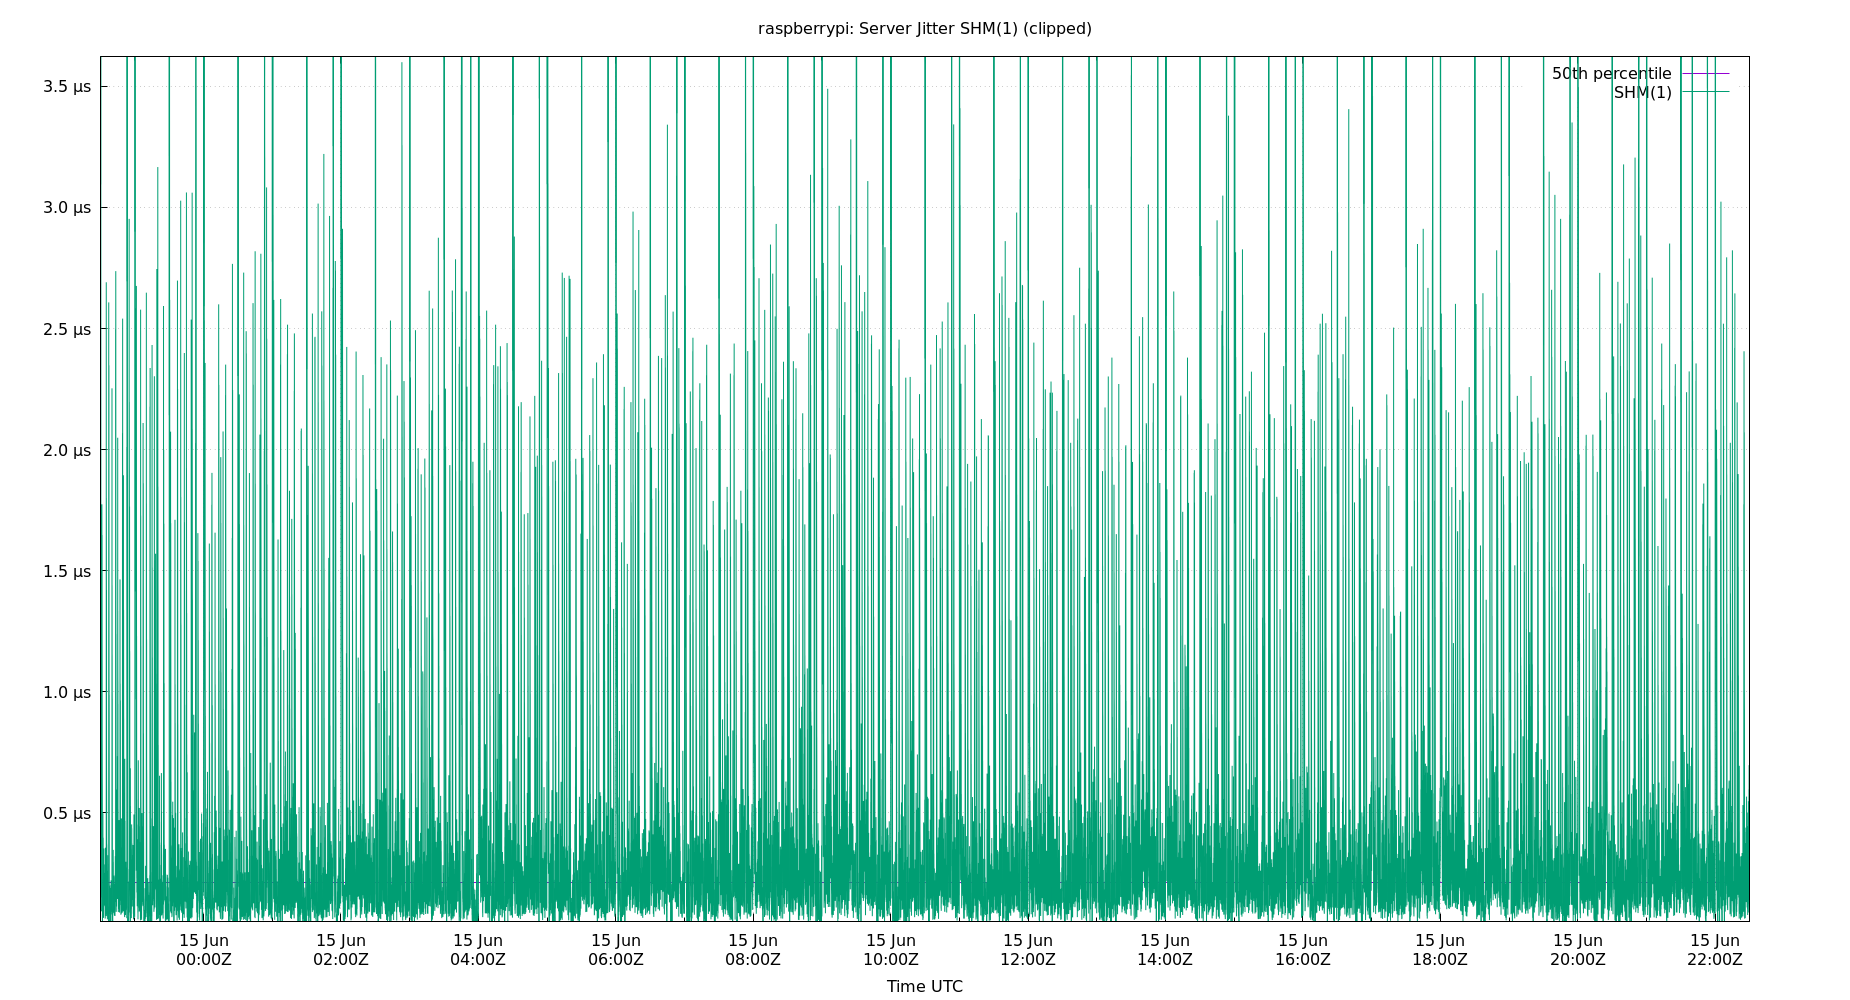 raspberrypi: Server Jitter SHM(1) (clipped)
50th percentile
SHM(1)
3.5 µs
3.0 µs
2.5 µs
2.0 µs
1.5 µs
1.0 µs
0.5 µs
15 Jun 15 Jun 15 Jun 15 Jun 15 Jun 15 Jun 15 Jun 15 Jun 15 Jun 15 Jun 15 Jun 15 Jun
00:00Z 02:00Z 04:00Z 06:00Z 08:00Z 10:00Z 12:00Z 14:00Z 16:00Z 18:00Z 20:00Z 22:00Z
Time UTC